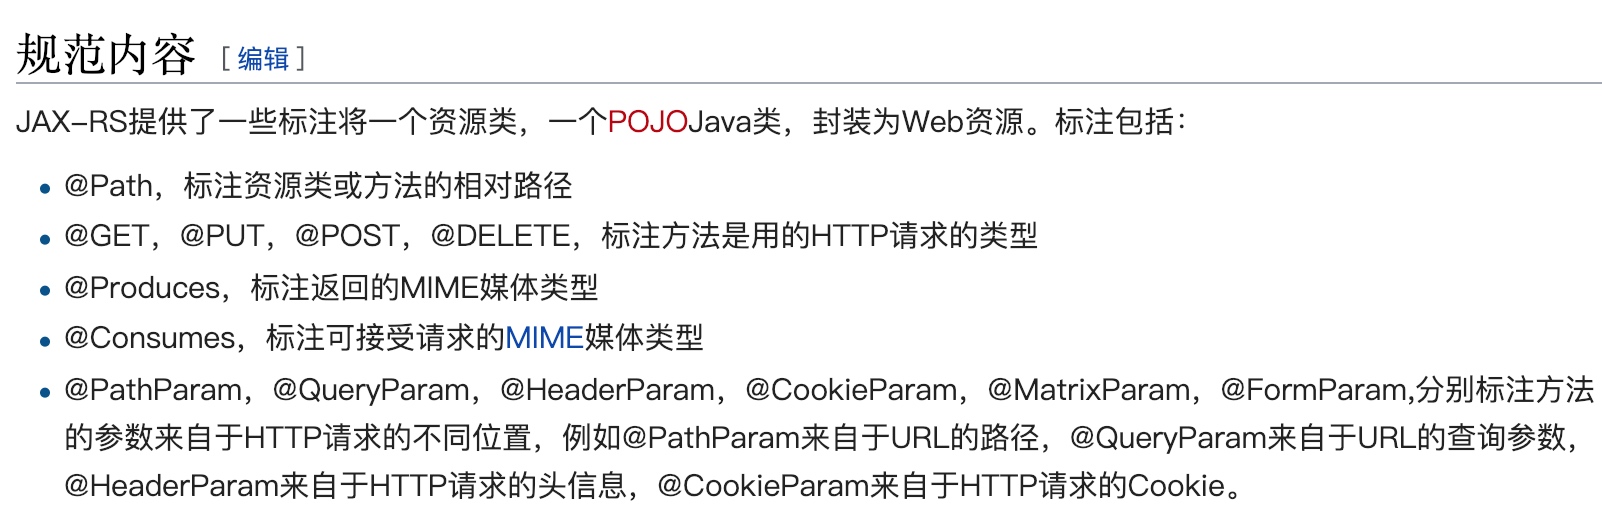 规范内容 [编辑]
JAX-RS提供了一些标注将一个资源类，一个POJOJava类，封装为Web资源。标注包括：
@Path，标注资源类或方法的相对路径
@GET，@PUT，@POST，@DELETE，标注方法是用的HTTP请求的类型
@Produces，标注返回的MIME媒体类型
@Consumes，标注可接受请求的MIME媒体类型
@PathParam，@QueryParam，@HeaderParam，@CookieParam，@MatrixParam，@FormParam,分别标注方法
的参数来自于HTTP请求的不同位置，例如@PathParam来自于URL的路径，@QueryParam来自于URL的查询参数，
@HeaderParam来自于HTTP请求的头信息，@CookieParam来自于HTTP请求的Cookie。